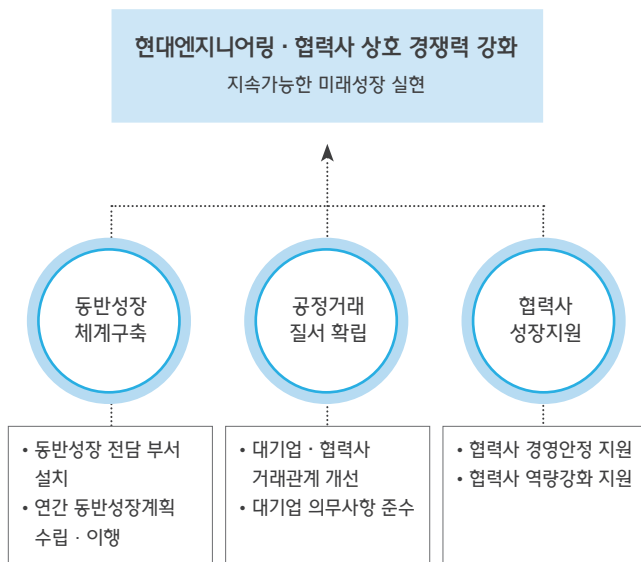 현대엔지니어링 · 협력사 상호 경쟁력 강화
지속가능한 미래성장 실현
동반성장
체계구축
공정거래
질서 확립
협력사
성장지원
• 동반성장 전담 부서
설치
• 연간 동반성장계획
수립 · 이행
• 대기업 · 협력사
거래관계 개선
• 대기업 의무사항 준수
• 협력사 경영안정 지원
• 협력사 역량강화 지원